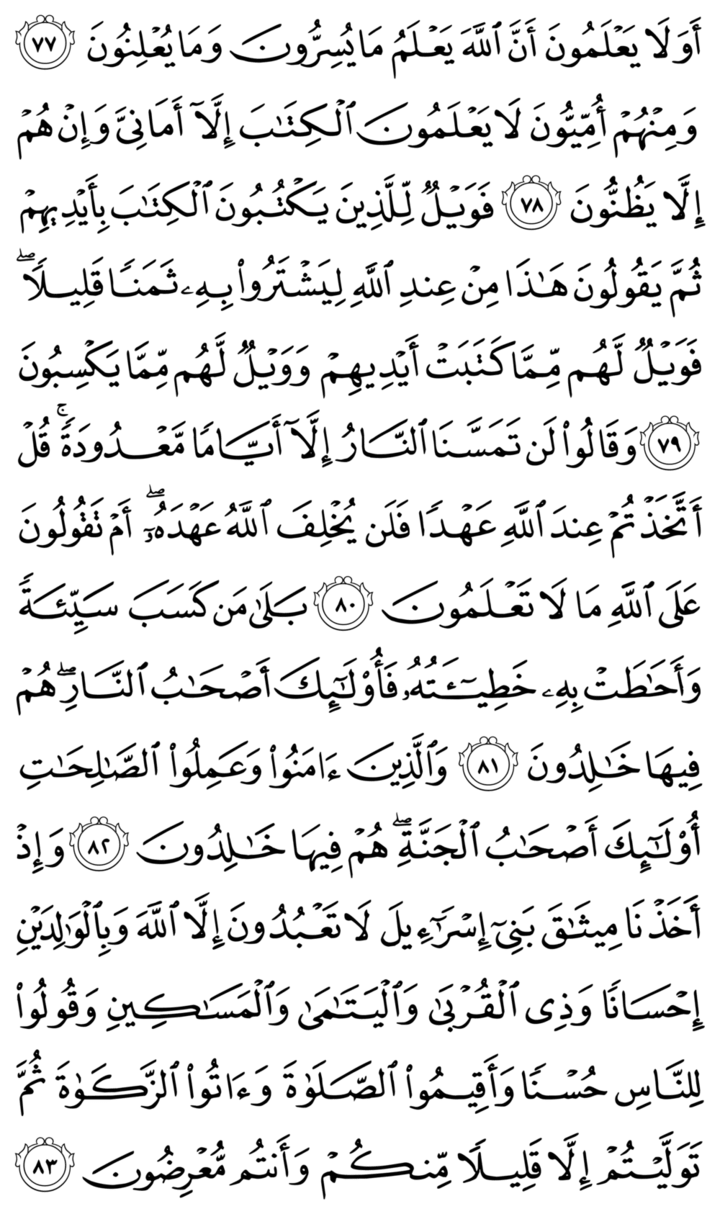 أَوَلَا يَعۡلَمُونَ أَنَّ ٱللَّهَ يَعۡلَمُ مَا يُسِرُّونَ وَمَا يُعۡلِنُونَ ٧٧
وَمِنۡهُمۡ أُمِّيُّونَ لَا يَعۡلَمُونَ ٱلۡكِتَٰبَ إِلَّآ أَمَانِيَّ وَإِنۡ هُمۡ
إِلَّا يَظُنُّونَ ٧٨ فَوَيۡلٞ لِّلَّذِينَ يَكۡتُبُونَ ٱلۡكِتَٰبَ بِأَيۡدِيهِمۡ
ثُمَّ يَقُولُونَ هَٰذَا مِنۡ عِندِ ٱللَّهِ لِيَشۡتَرُواْ بِهِۦ ثَمَنٗا قَلِيلٗاۖ
فَوَيۡلٞ لَّهُم مِّمَّا كَتَبَتۡ أَيۡدِيهِمۡ وَوَيۡلٞ لَّهُم مِّمَّا يَكۡسِبُونَ
٧٩ وَقَالُواْ لَن تَمَسَّنَا ٱلنَّارُ إِلَّآ أَيَّامٗا مَّعۡدُودَةٗۚ قُلۡ
أَتَّخَذۡتُمۡ عِندَ ٱللَّهِ عَهۡدٗا فَلَن يُخۡلِفَ ٱللَّهُ عَهۡدَهُۥٓۖ أَمۡ تَقُولُونَ
عَلَى ٱللَّهِ مَا لَا تَعۡلَمُونَ ٨٠ بَلَىٰ مَن كَسَبَ سَيِّئَةٗ
وَأَحَٰطَتۡ بِهِۦ خَطِيٓـَٔتُهُۥ فَأُوْلَٰٓئِكَ أَصۡحَٰبُ ٱلنَّارِۖ هُمۡ
فِيهَا خَٰلِدُونَ ٨١ وَٱلَّذِينَ ءَامَنُواْ وَعَمِلُواْ ٱلصَّٰلِحَٰتِ
أُوْلَٰٓئِكَ أَصۡحَٰبُ ٱلۡجَنَّةِۖ هُمۡ فِيهَا خَٰلِدُونَ ٨٢ وَإِذۡ
أَخَذۡنَا مِيثَٰقَ بَنِيٓ إِسۡرَٰٓءِيلَ لَا تَعۡبُدُونَ إِلَّا ٱللَّهَ وَبِٱلۡوَٰلِدَيۡنِ
إِحۡسَانٗا وَذِي ٱلۡقُرۡبَىٰ وَٱلۡيَتَٰمَىٰ وَٱلۡمَسَٰكِينِ وَقُولُواْ
لِلنَّاسِ حُسۡنٗا وَأَقِيمُواْ ٱلصَّلَوٰةَ وَءَاتُواْ ٱلزَّكَوٰةَ ثُمَّ
تَوَلَّيۡتُمۡ إِلَّا قَلِيلٗا مِّنكُمۡ وَأَنتُم مُّعۡرِضُونَ ٨٣